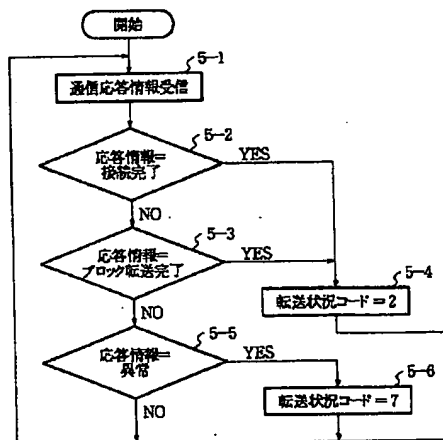 開始
5-1
通信応答情報受信
5-2
応答情報=
接続完了
YES
NO
5-3
応答情報=
ブロック転送完了
YES
5-4
転送状況コード=2
NO
5-5
応答情報=
異常
YES
5-6
転送状況コード=7
NO